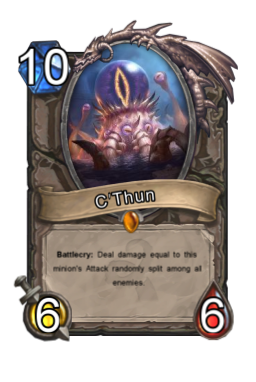 10
C'Thun
Battlecry: Deal damage equal to this
minion's Attack randomly split among all
enemies.
6
6